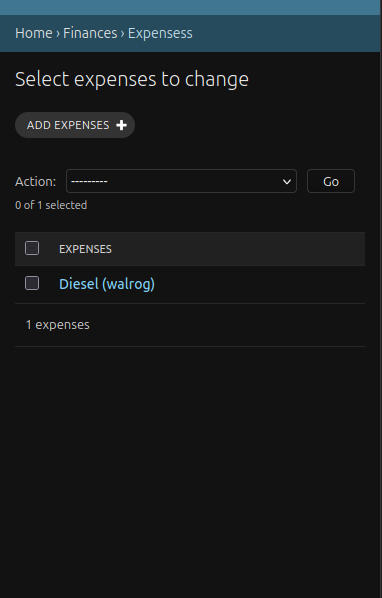 Home › Finances › Expensess
Select expenses to change
ADD EXPENSES +
Action: --------- Go
0 of 1 selected
EXPENSES
Diesel (walrog)
1 expenses